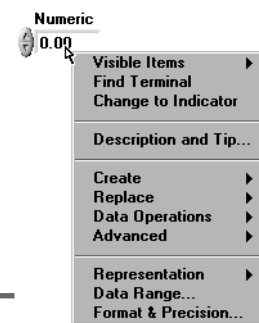 Numeric
0.00
Visible Items
Find Terminal
Change to Indicator
Description and Tip...
Create
Replace
Data Operations
Advanced
Representation
Data Range...
Format & Precision...